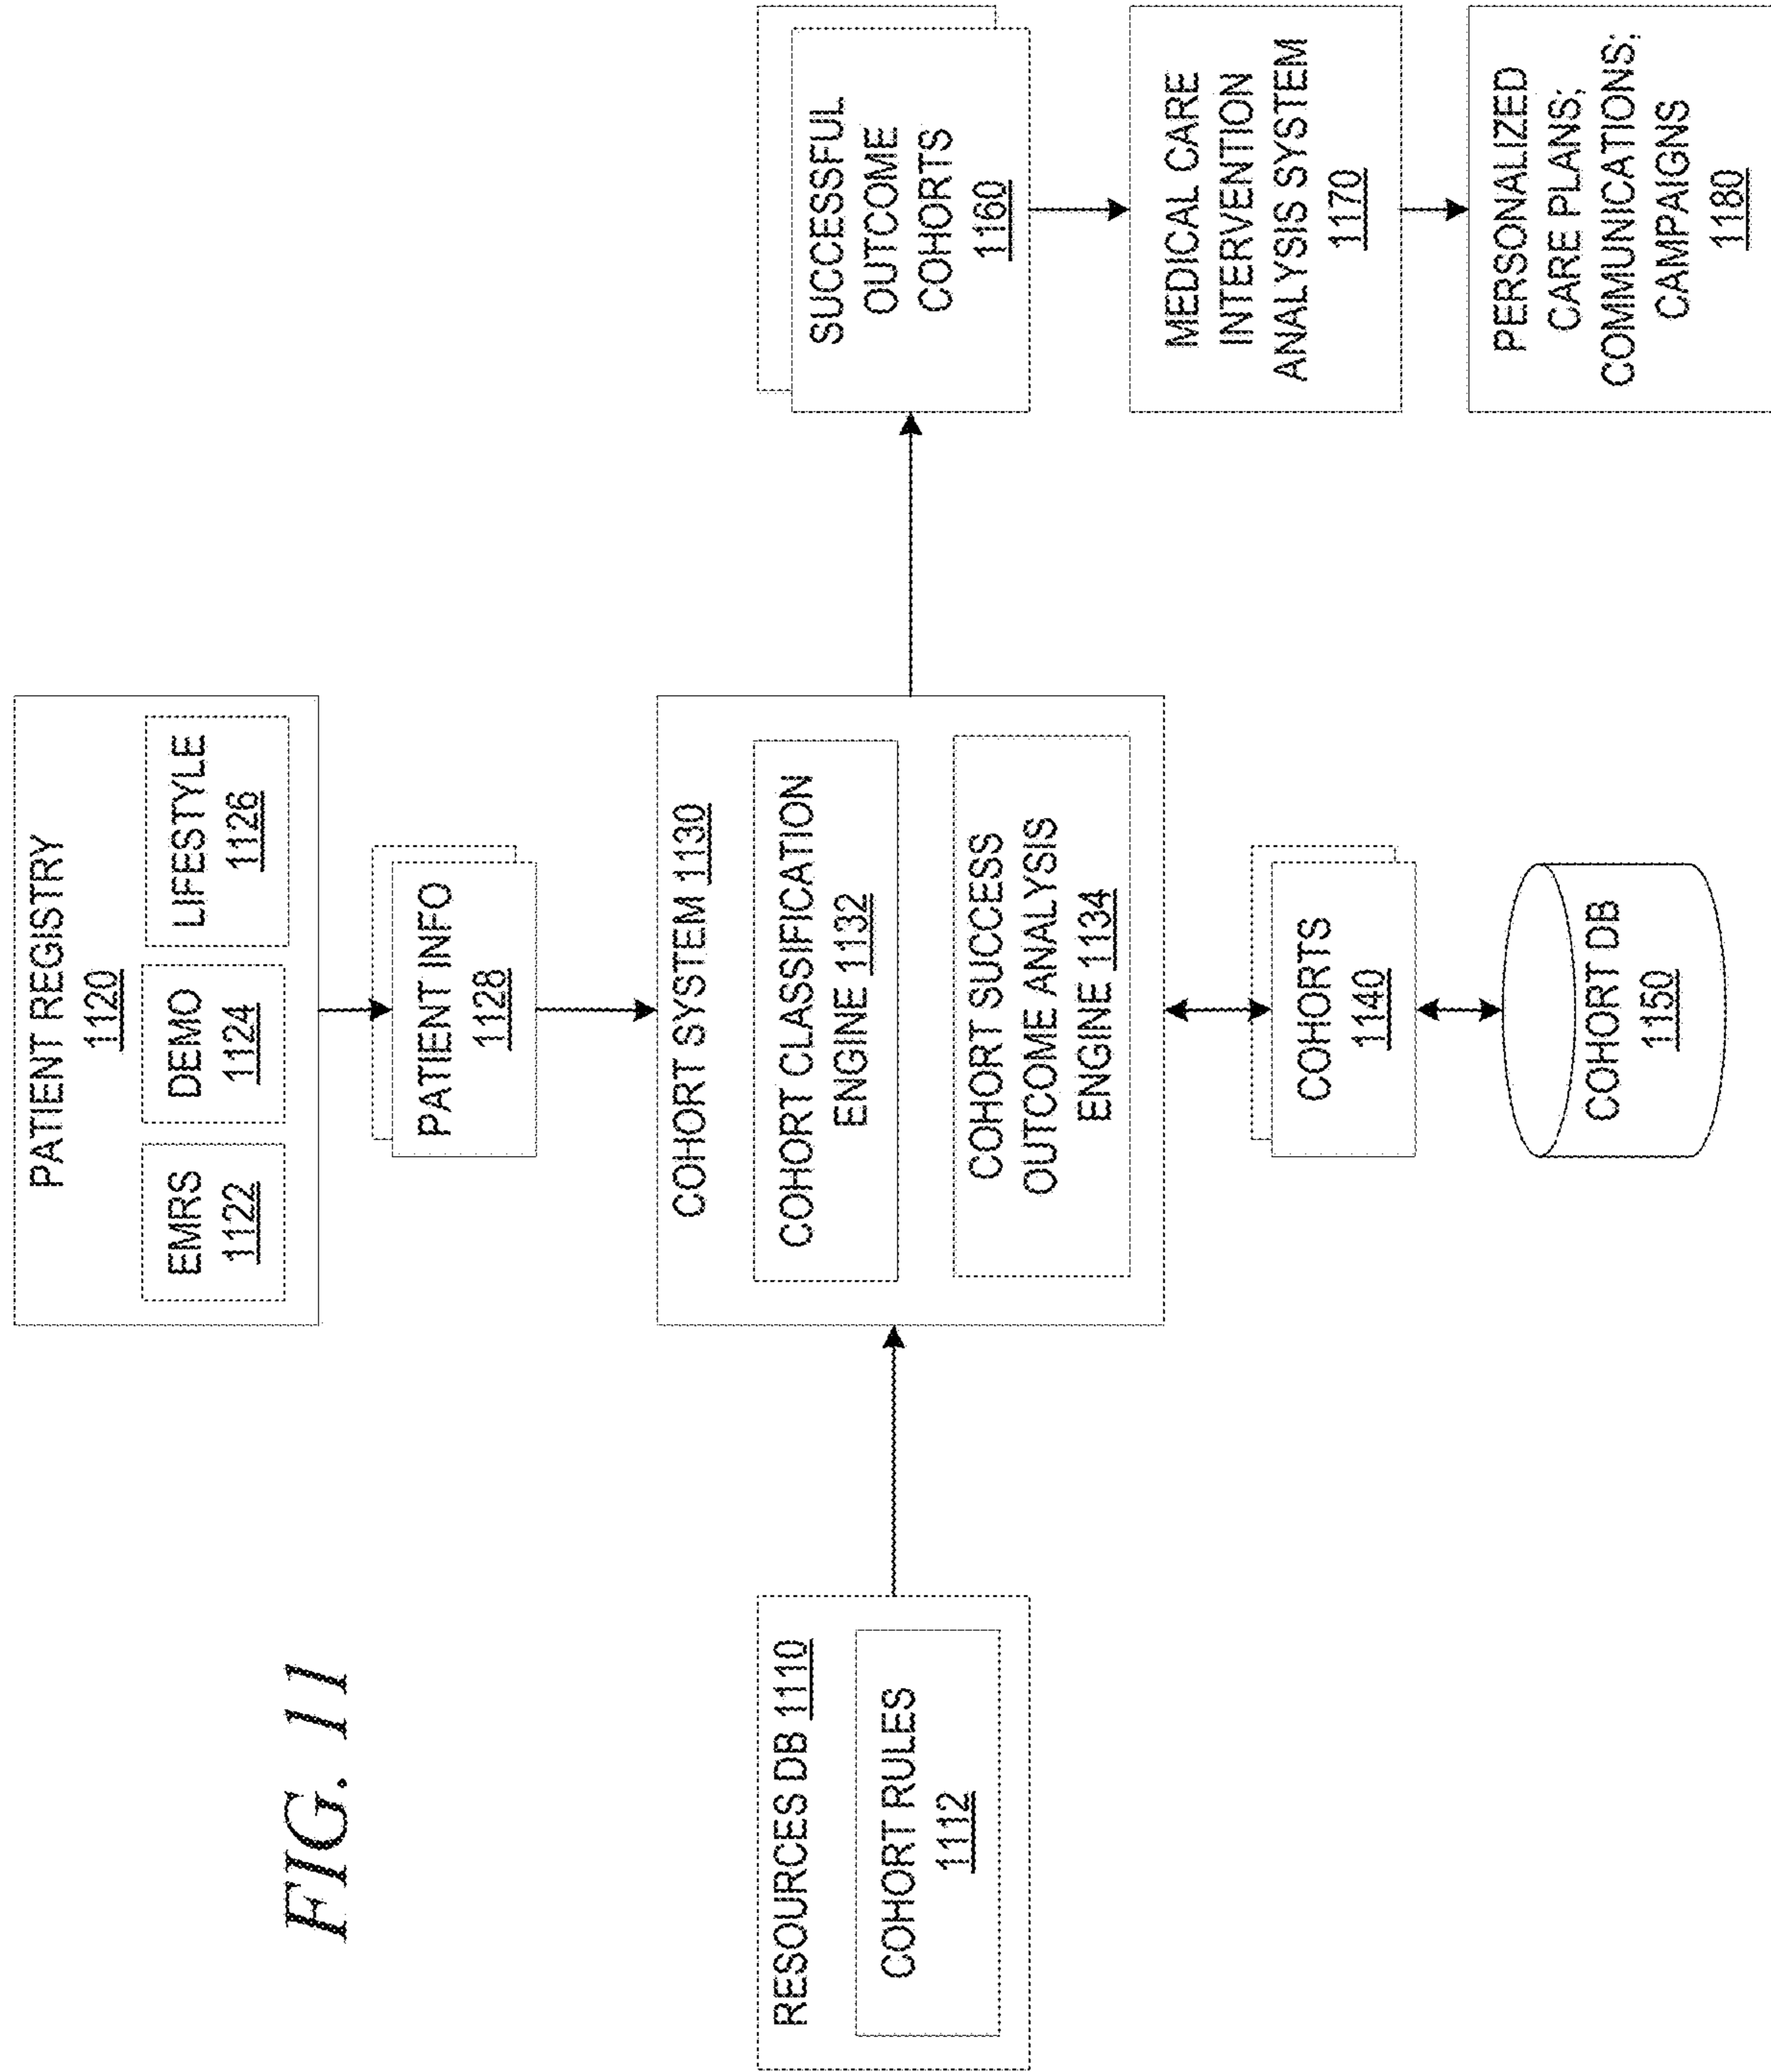 FIG. 11
PATIENT REGISTRY
1120
EMRS
1122
DEMO
1124
LIFESTYLE
1126
PATIENT INFO
1128
RESOURCES DB 1110
COHORT RULES
1112
COHORT SYSTEM 1130
COHORT CLASSIFICATION
ENGINE 1132
COHORT SUCCESS
OUTCOME ANALYSIS
ENGINE 1134
COHORTS
1140
COHORT DB
1150
SUCCESSFUL
OUTCOME
COHORTS
1160
MEDICAL CARE
INTERVENTION
ANALYSIS SYSTEM
1170
PERSONALIZED
CARE PLANS;
COMMUNICATIONS;
CAMPAIGNS
1180